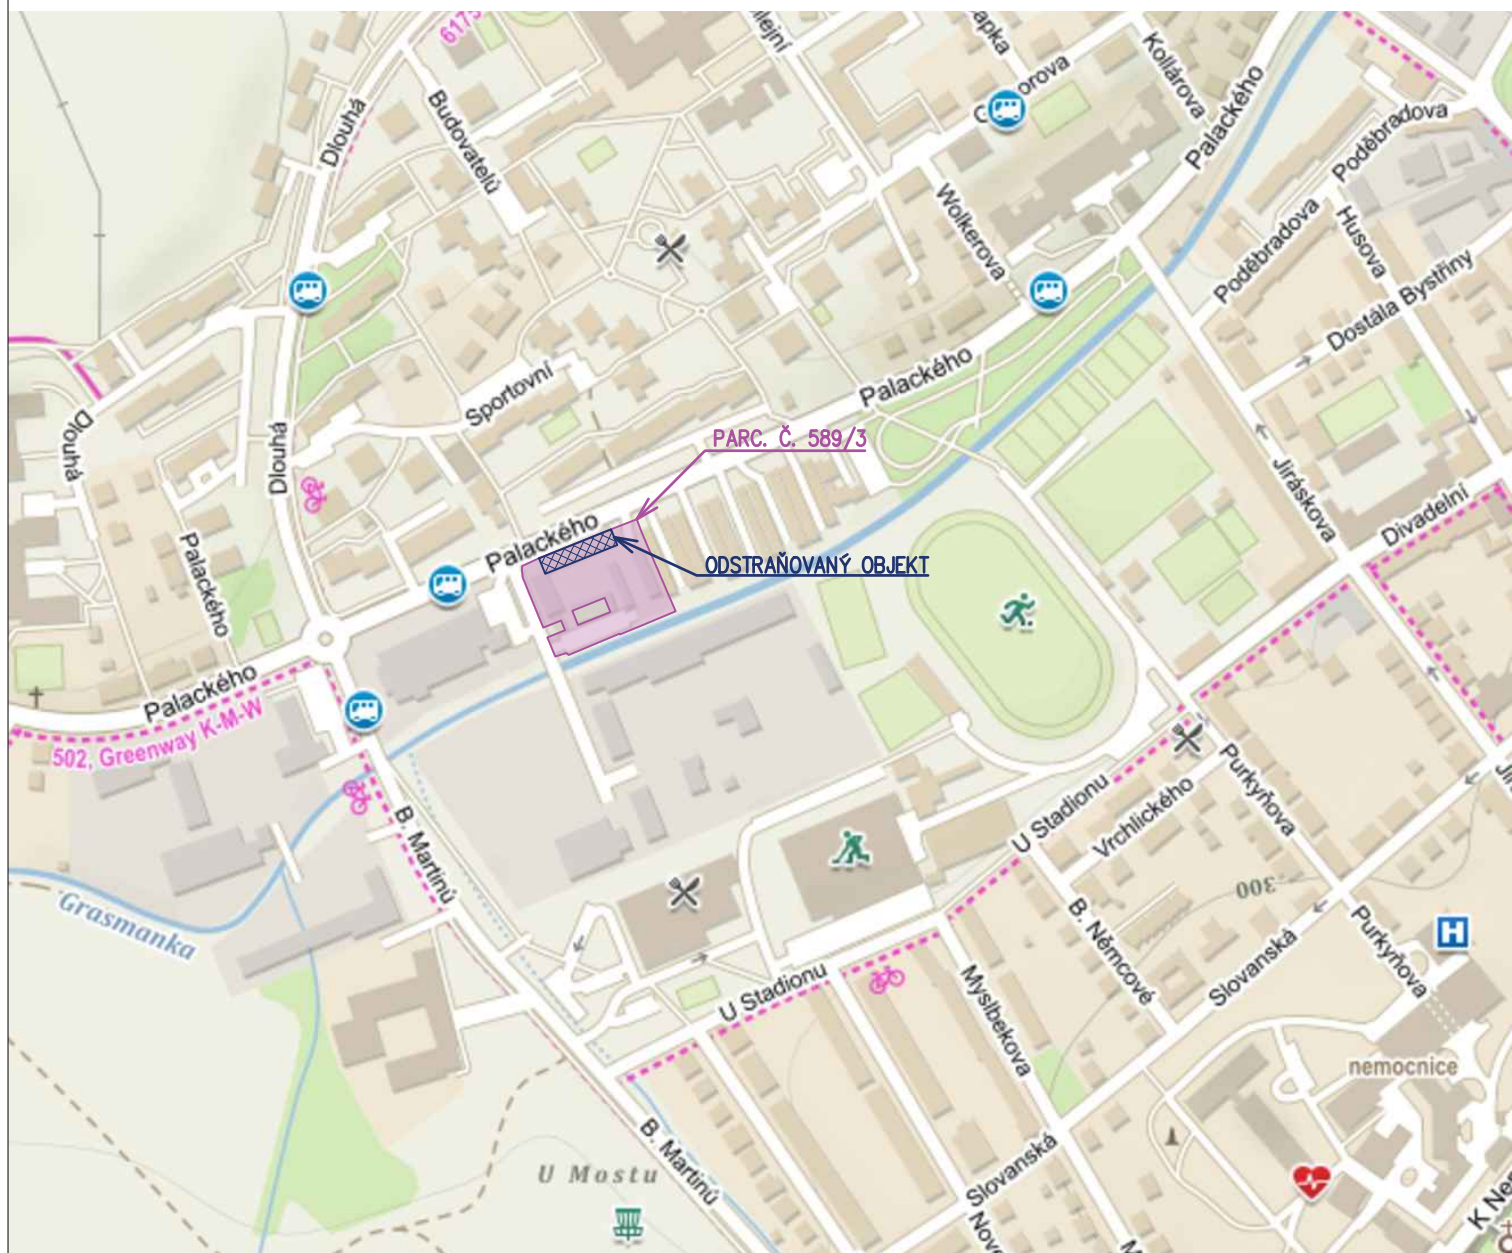 6173
Kollárova
Palackého
Poděbradova
Dlouhá
Budovatelů
Wolkerova
Husova
Poděbradova
Dostála Bystřiny
Palackého
Sportovní
Dlouhá
Dlouhá
PARC. Č. 589/3
Jiráskova
Divadelní
Palackého
Palackého
ODSTRAŇOVANÝ OBJEKT
Palackého
502, Greenway K-M-W
B. Martinů
U Stadionu
Vrchlického
Purkyňova
300
Grasmanka
B. Němcové
Slovanská
Purkyňova
H
U Stadionu
Myslbekova
nemocnice
B. Martinů
U Mostu
Slovanská